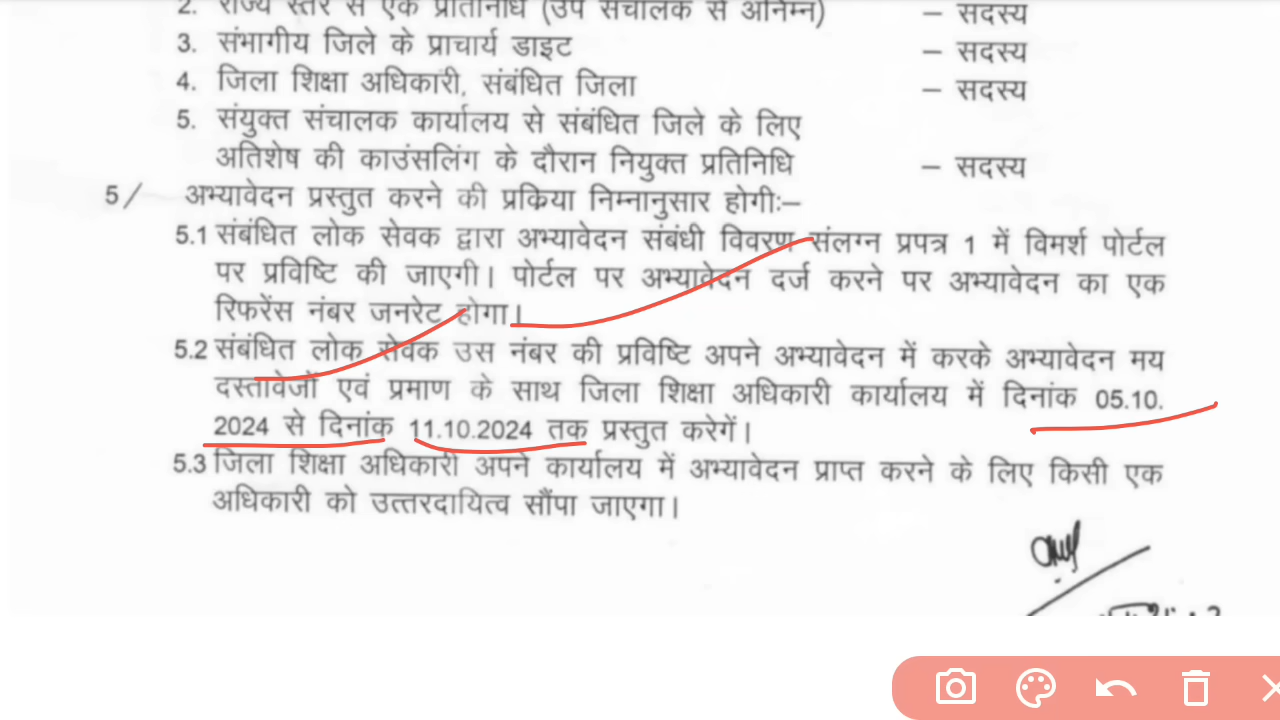 2. राज्य स्तर से एक प्रतिनिधि (उप संचालक से अनिम्न) – सदस्य
3. संभागीय जिले के प्राचार्य डाइट – सदस्य
4. जिला शिक्षा अधिकारी, संबंधित जिला – सदस्य
5. संयुक्त संचालक कार्यालय से संबंधित जिले के लिए
अतिशेष की काउंसलिंग के दौरान नियुक्त प्रतिनिधि – सदस्य
5/ अभ्यावेदन प्रस्तुत करने की प्रक्रिया निम्नानुसार होगीः–
5.1 संबंधित लोक सेवक द्वारा अभ्यावेदन संबंधी विवरण संलग्न प्रपत्र 1 में विमर्श पोर्टल
पर प्रविष्टि की जाएगी। पोर्टल पर अभ्यावेदन दर्ज करने पर अभ्यावेदन का एक
रिफरेंस नंबर जनरेट होगा।
5.2 संबंधित लोक सेवक उस नंबर की प्रविष्टि अपने अभ्यावेदन में करके अभ्यावेदन मय
दस्तावेजों एवं प्रमाण के साथ जिला शिक्षा अधिकारी कार्यालय में दिनांक 05.10.
2024 से दिनांक 11.10.2024 तक प्रस्तुत करेगें।
5.3 जिला शिक्षा अधिकारी अपने कार्यालय में अभ्यावेदन प्राप्त करने के लिए किसी एक
अधिकारी को उत्तरदायित्व सौंपा जाएगा।